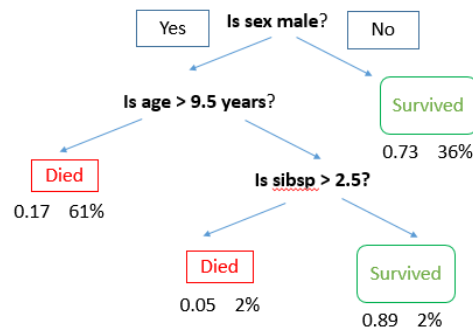 Yes
Is sex male?
No
Is age > 9.5 years?
Survived
0.73 36%
Died
0.17 61%
Is sibsp > 2.5?
Died
0.05 2%
Survived
0.89 2%